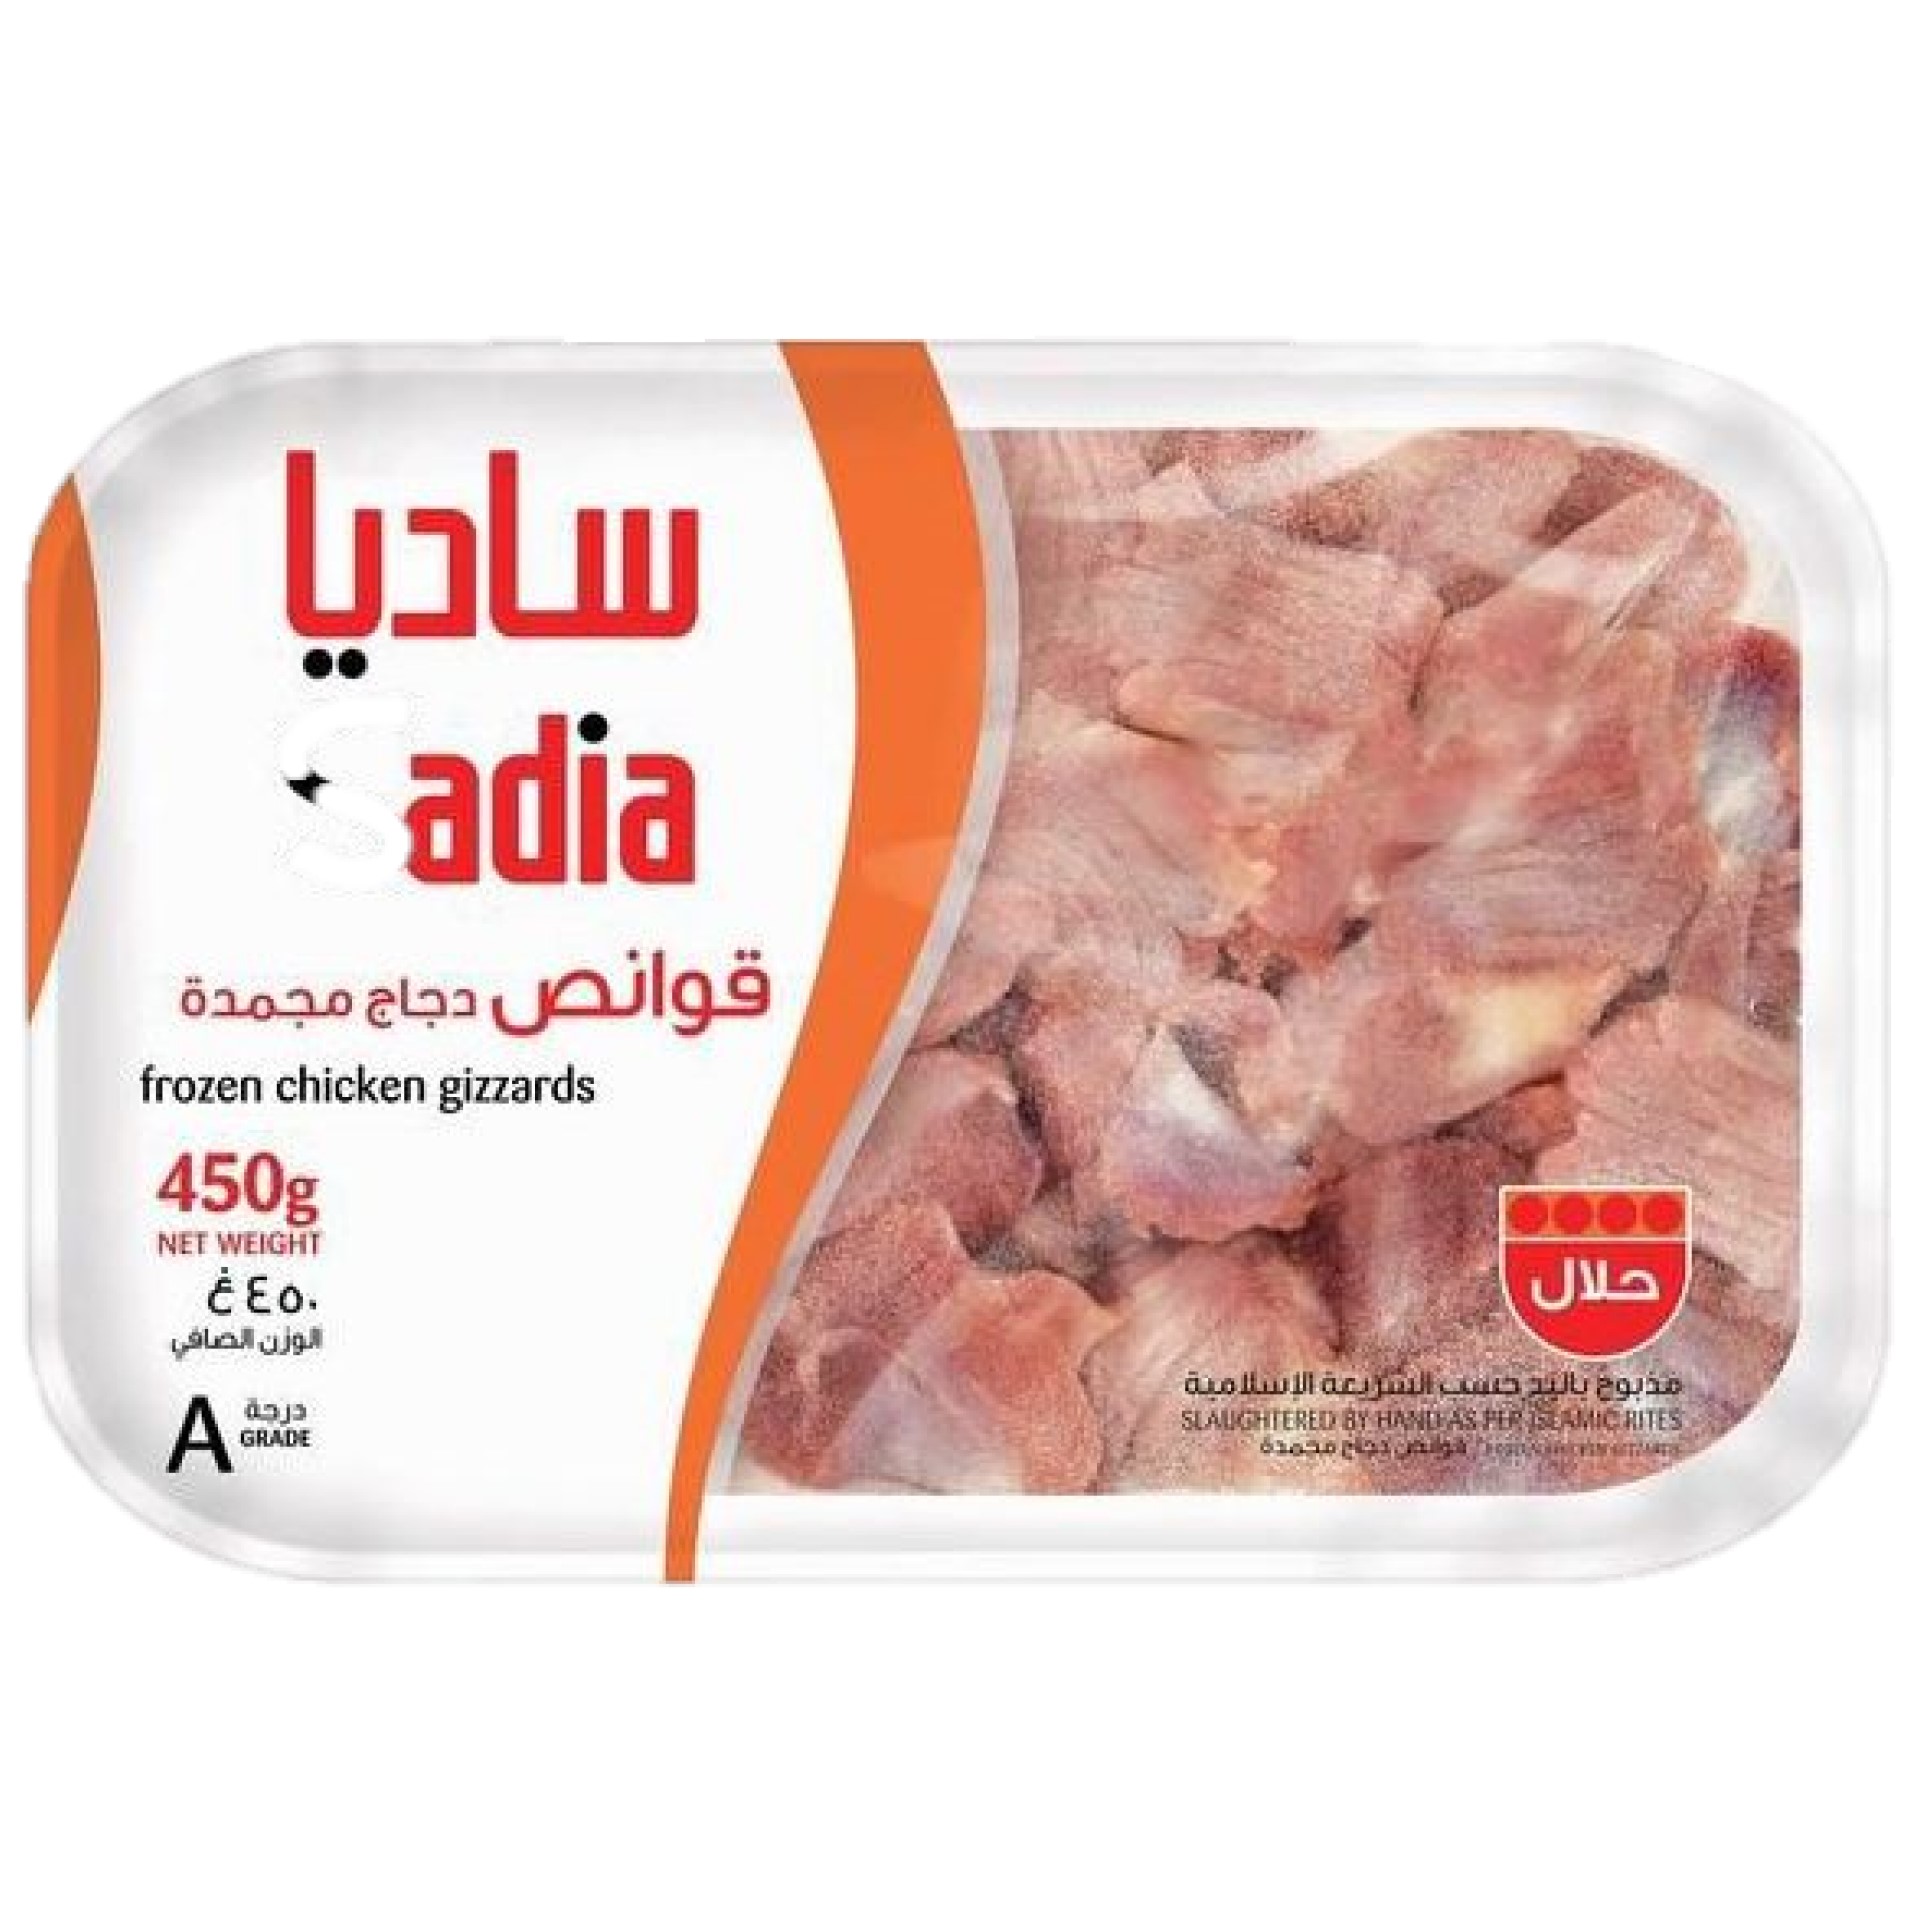 ساديا
Sadia
قوانص دجاج مجمدة
frozen chicken gizzards
450g
NET WEIGHT
٤٥٠ غ
الوزن الصافي
A درجة
GRADE
حلال
مذبوح باليد حسب الشريعة الإسلامية
SLAUGHTERED BY HAND AS PER ISLAMIC RITES
قوانص دجاج مجمدة